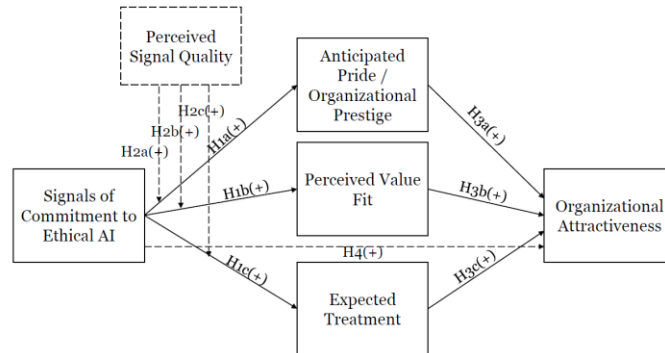 Perceived
Signal Quality
Anticipated
Pride /
Organizational
Prestige
H2c(+)
H2b(+)
H2a(+)
H1a(+)
H3a(+)
Signals of
Commitment to
Ethical AI
H1b(+)
Perceived Value
Fit
H3b(+)
Organizational
Attractiveness
H4(+)
H1c(+)
H3c(+)
Expected
Treatment